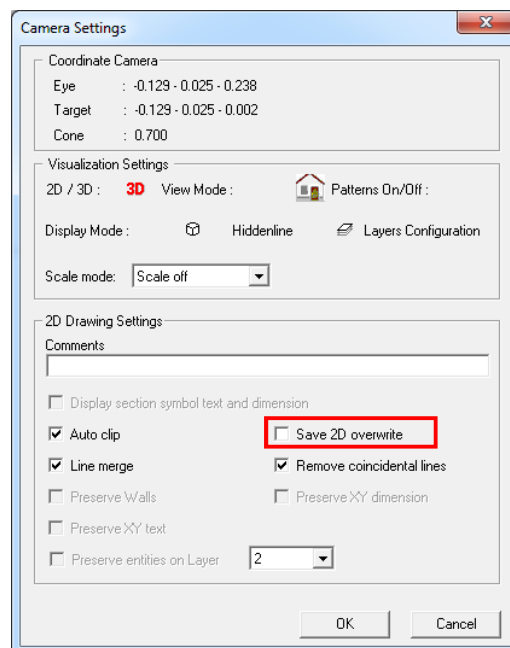 Camera Settings
Coordinate Camera
Eye : -0.129 - 0.025 - 0.238
Target : -0.129 - 0.025 - 0.002
Cone : 0.700
Visualization Settings
2D / 3D : 3D View Mode : Patterns On/Off :
Display Mode : Hiddenline Layers Configuration
Scale mode: Scale off
2D Drawing Settings
Comments
Display section symbol text and dimension
Auto clip Save 2D overwrite
Line merge Remove coincidental lines
Preserve Walls Preserve XY dimension
Preserve XY text
Preserve entities on Layer 2
OK Cancel